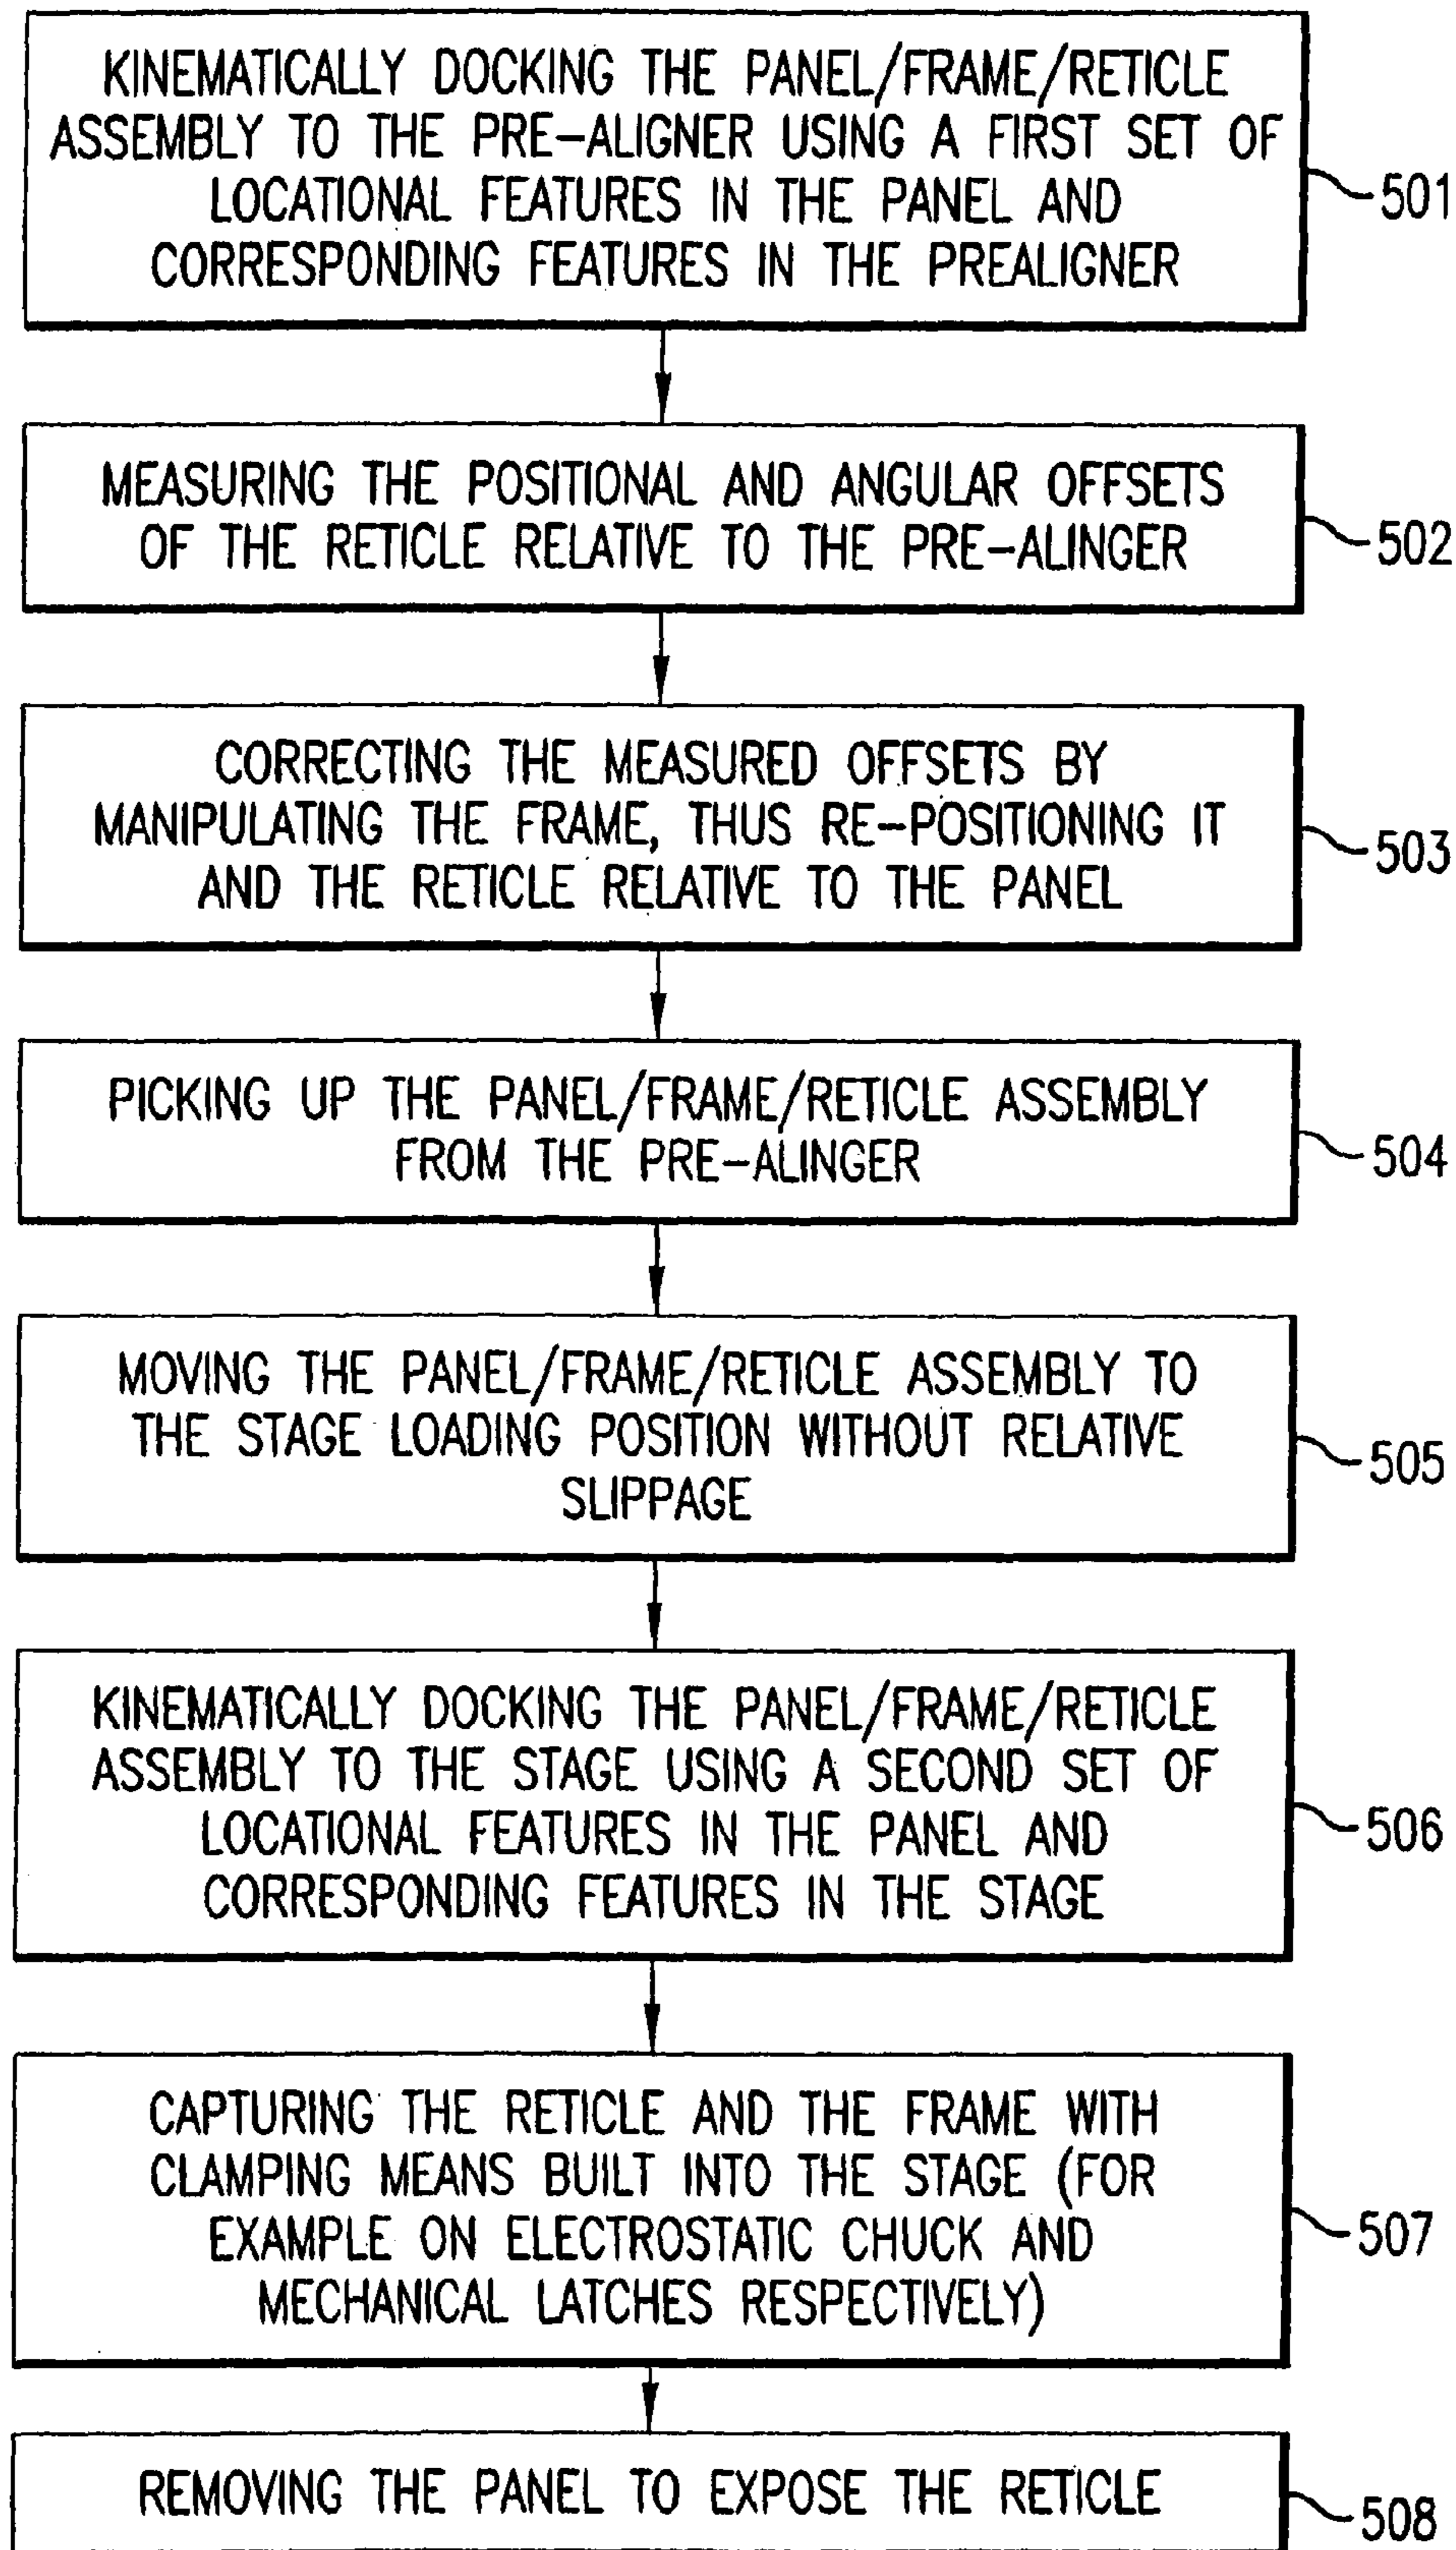 KINEMATICALLY DOCKING THE PANEL/FRAME/RETICLE
ASSEMBLY TO THE PRE-ALIGNER USING A FIRST SET OF
LOCATIONAL FEATURES IN THE PANEL AND
CORRESPONDING FEATURES IN THE PREALIGNER
501
MEASURING THE POSITIONAL AND ANGULAR OFFSETS
OF THE RETICLE RELATIVE TO THE PRE-ALINGER
502
CORRECTING THE MEASURED OFFSETS BY
MANIPULATING THE FRAME, THUS RE-POSITIONING IT
AND THE RETICLE RELATIVE TO THE PANEL
503
PICKING UP THE PANEL/FRAME/RETICLE ASSEMBLY
FROM THE PRE-ALINGER
504
MOVING THE PANEL/FRAME/RETICLE ASSEMBLY TO
THE STAGE LOADING POSITION WITHOUT RELATIVE
SLIPPAGE
505
KINEMATICALLY DOCKING THE PANEL/FRAME/RETICLE
ASSEMBLY TO THE STAGE USING A SECOND SET OF
LOCATIONAL FEATURES IN THE PANEL AND
CORRESPONDING FEATURES IN THE STAGE
506
CAPTURING THE RETICLE AND THE FRAME WITH
CLAMPING MEANS BUILT INTO THE STAGE (FOR
EXAMPLE ON ELECTROSTATIC CHUCK AND
MECHANICAL LATCHES RESPECTIVELY)
507
REMOVING THE PANEL TO EXPOSE THE RETICLE
508